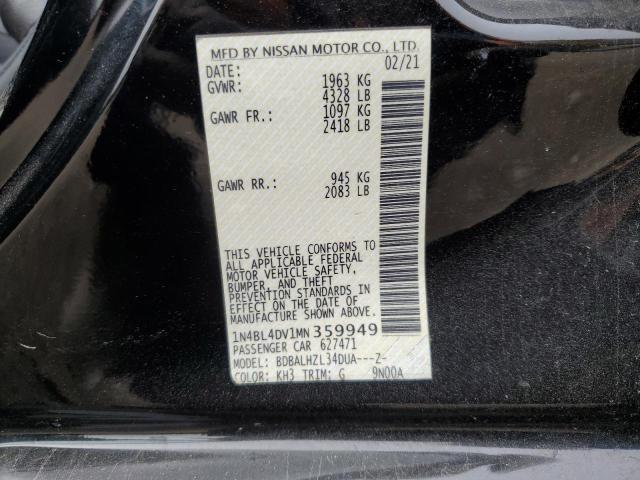 MFD BY NISSAN MOTOR CO., LTD.
DATE: 02/21
GVWR: 1963 KG
4328 LB
GAWR FR.: 1097 KG
2418 LB
GAWR RR.: 945 KG
2083 LB
THIS VEHICLE CONFORMS TO
ALL APPLICABLE FEDERAL
MOTOR VEHICLE SAFETY,
BUMPER, AND THEFT
PREVENTION STANDARDS IN
EFFECT ON THE DATE OF
MANUFACTURE SHOWN ABOVE.
1N4BL4DV1MN359949
PASSENGER CAR 627471
MODEL: BDBALHZL34DUA---2-
COLOR: KH3 TRIM: G 9N00A